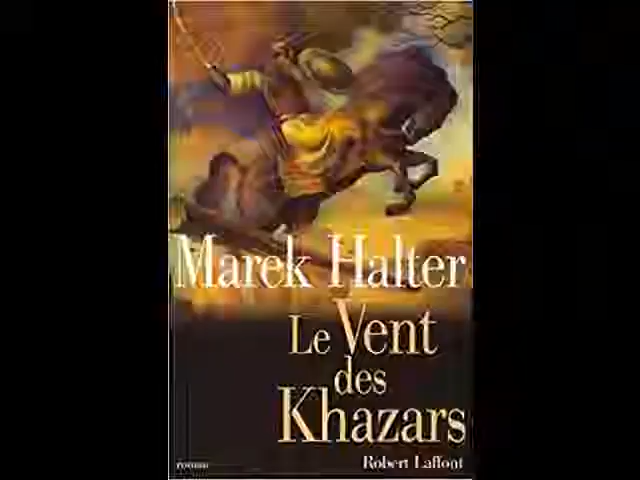 Marek Halter
Le Vent
des
Khazars
roman
Robert Laffont